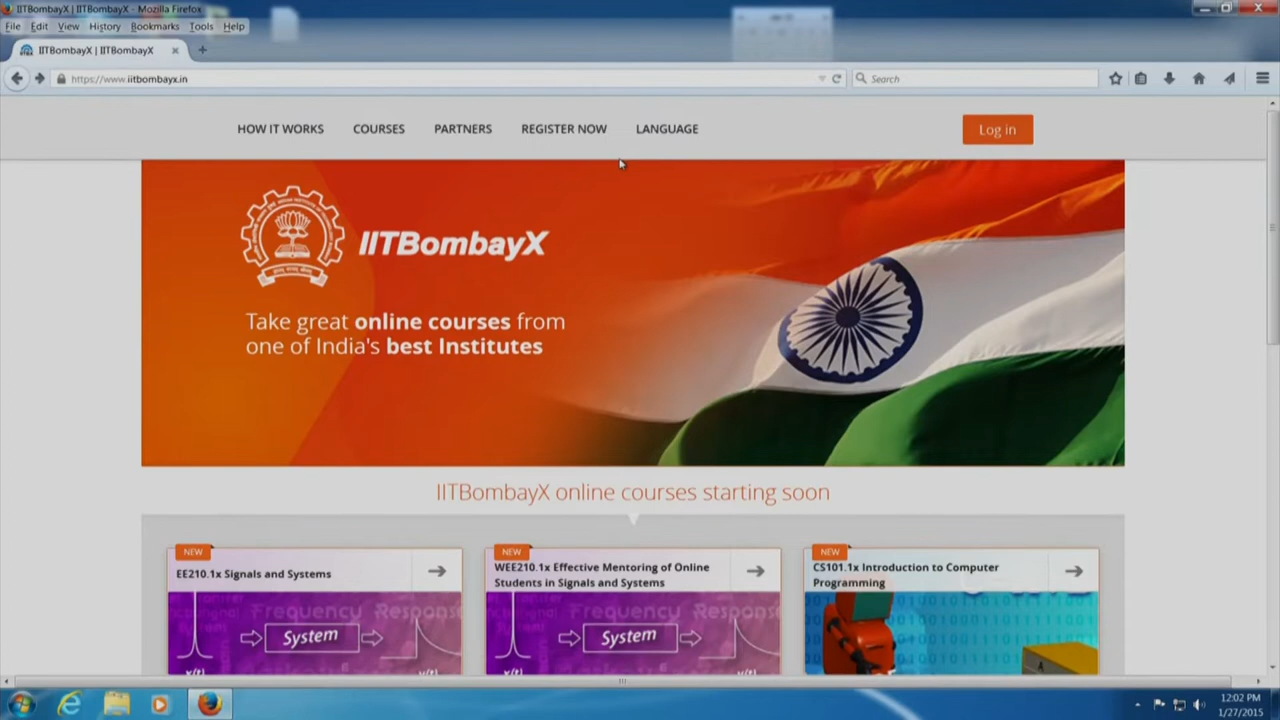 IITBombayX | IITBombayX - Mozilla Firefox
File Edit View History Bookmarks Tools Help
IITBombayX | IITBombayX
https://www.iitbombayx.in
Search
HOW IT WORKS COURSES PARTNERS REGISTER NOW LANGUAGE Log in
IITBombayX
Take great online courses from
one of India's best Institutes
IITBombayX online courses starting soon
NEW
EE210.1x Signals and Systems
Frequency Response
System
NEW
WEE210.1x Effective Mentoring of Online
Students in Signals and Systems
Frequency Response
System
NEW
CS101.1x Introduction to Computer
Programming
A
12:02 PM
1/27/2015